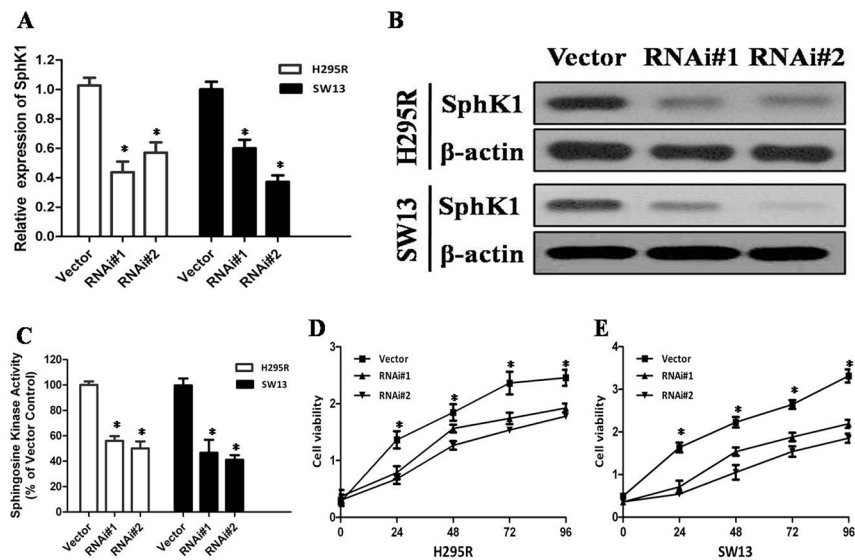 A
Relative expression of SphK1
1.2
1.0
0.8
0.6
0.4
0.2
0.0
H295R
SW13
*
*
*
*
Vector
RNAi#1
RNAi#2
Vector
RNAi#1
RNAi#2
B
Vector RNAi#1 RNAi#2
H295R
SphK1
β-actin
SW13
SphK1
β-actin
C
Sphingosine Kinase Activity
(% of Vector Control)
120
100
80
60
40
20
0
H295R
SW13
*
*
*
*
Vector
RNAi#1
RNAi#2
Vector
RNAi#1
RNAi#2
D
Cell viability
3
2
1
0
Vector
RNAi#1
RNAi#2
*
*
*
*
0 24 48 72 96
H295R
E
Cell viability
4
3
2
1
0
Vector
RNAi#1
RNAi#2
*
*
*
*
0 24 48 72 96
SW13